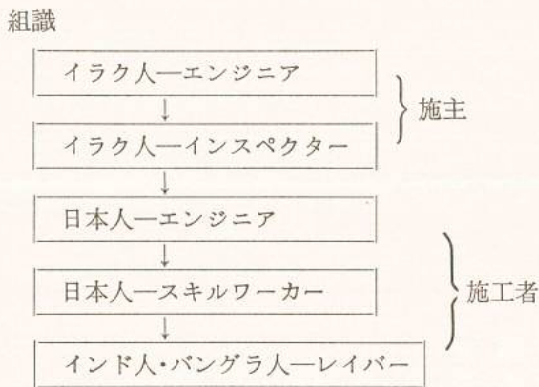 組識
イラク人―エンジニア
↓
イラク人―インスペクター
施主
↓
日本人―エンジニア
↓
日本人―スキルワーカー
施工者
↓
インド人・バングラ人―レイバー